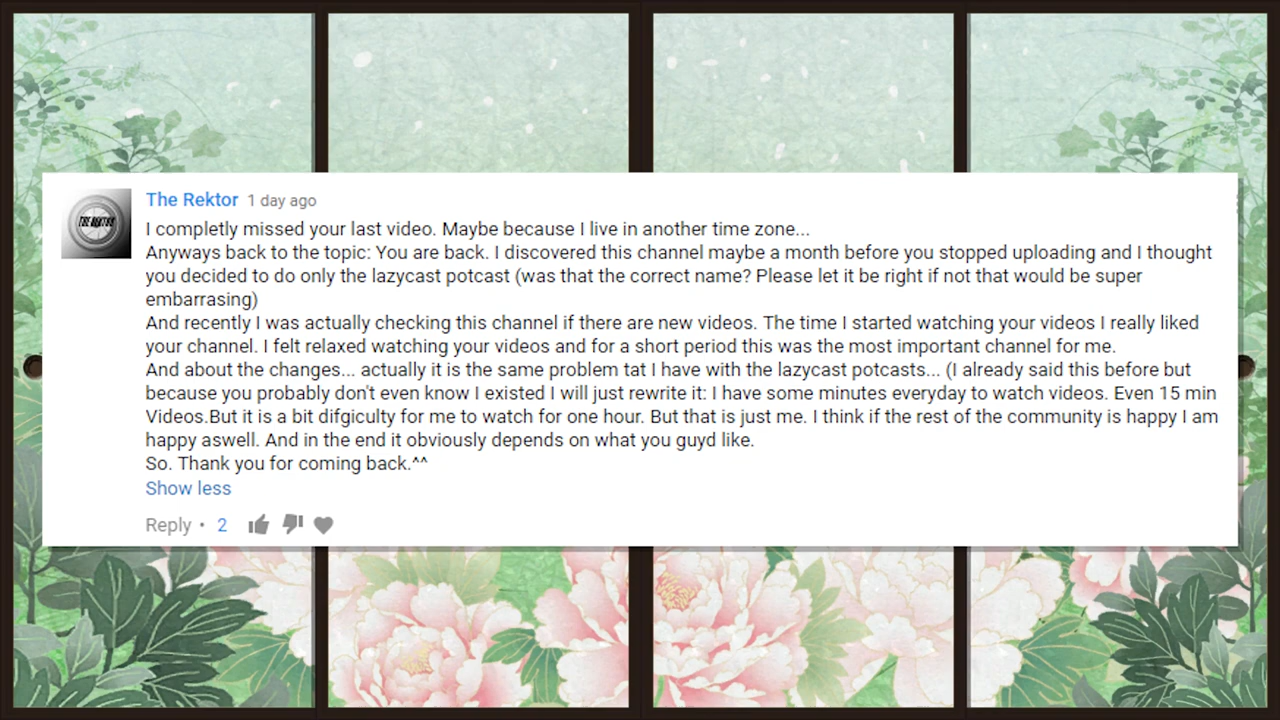 THE REKTOR
The Rektor 1 day ago
I completly missed your last video. Maybe because I live in another time zone...
Anyways back to the topic: You are back. I discovered this channel maybe a month before you stopped uploading and I thought
you decided to do only the lazycast potcast (was that the correct name? Please let it be right if not that would be super
embarrasing)
And recently I was actually checking this channel if there are new videos. The time I started watching your videos I really liked
your channel. I felt relaxed watching your videos and for a short period this was the most important channel for me.
And about the changes... actually it is the same problem tat I have with the lazycast potcasts... (I already said this before but
because you probably don't even know I existed I will just rewrite it: I have some minutes everyday to watch videos. Even 15 min
Videos.But it is a bit difgiculty for me to watch for one hour. But that is just me. I think if the rest of the community is happy I am
happy aswell. And in the end it obviously depends on what you guyd like.
So. Thank you for coming back.^^
Show less
Reply • 2